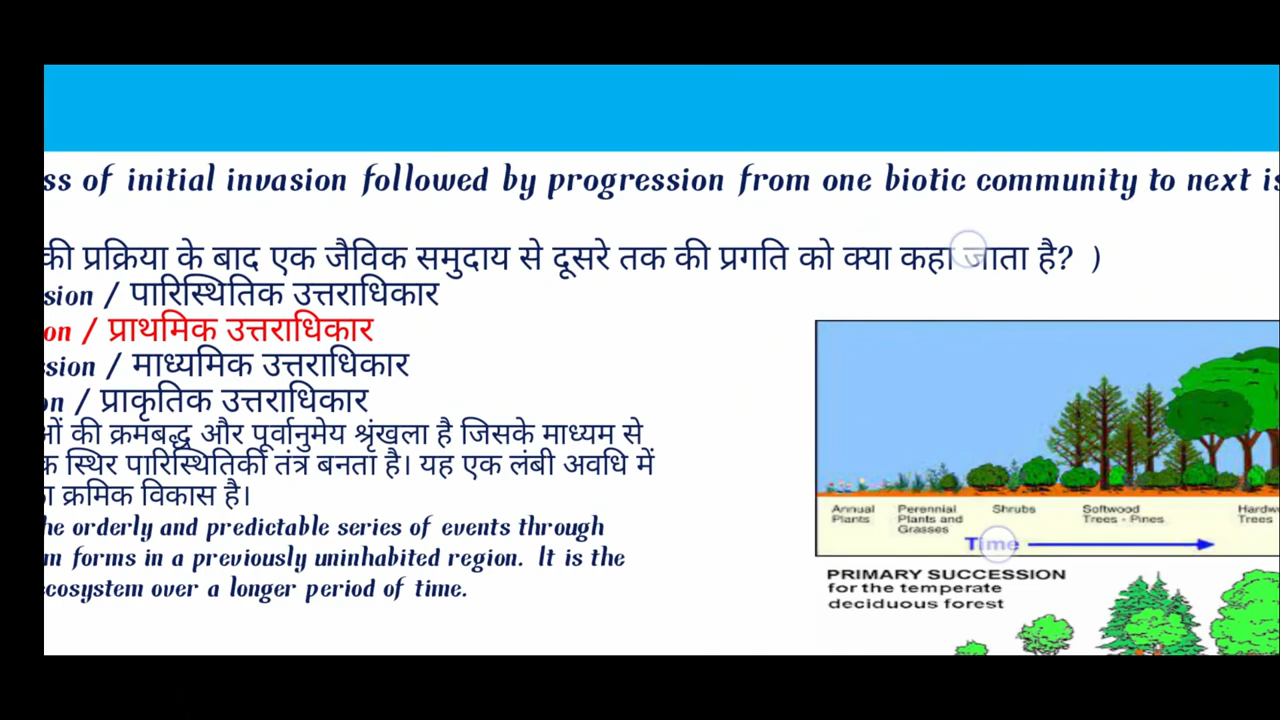 ss of initial invasion followed by progression from one biotic community to next is
की प्रक्रिया के बाद एक जैविक समुदाय से दूसरे तक की प्रगति को क्या कहा जाता है? )
sion / पारिस्थितिक उत्तराधिकार
on / प्राथमिक उत्तराधिकार
ssion / माध्यमिक उत्तराधिकार
on / प्राकृतिक उत्तराधिकार
ओं की क्रमबद्ध और पूर्वानुमेय श्रृंखला है जिसके माध्यम से
क स्थिर पारिस्थितिकी तंत्र बनता है। यह एक लंबी अवधि में
ा क्रमिक विकास है।
he orderly and predictable series of events through
m forms in a previously uninhabited region. It is the
ecosystem over a longer period of time.
Annual Plants
Perennial Plants and Grasses
Shrubs
Softwood Trees - Pines
Hardw Trees
Time
PRIMARY SUCCESSION
for the temperate
deciduous forest